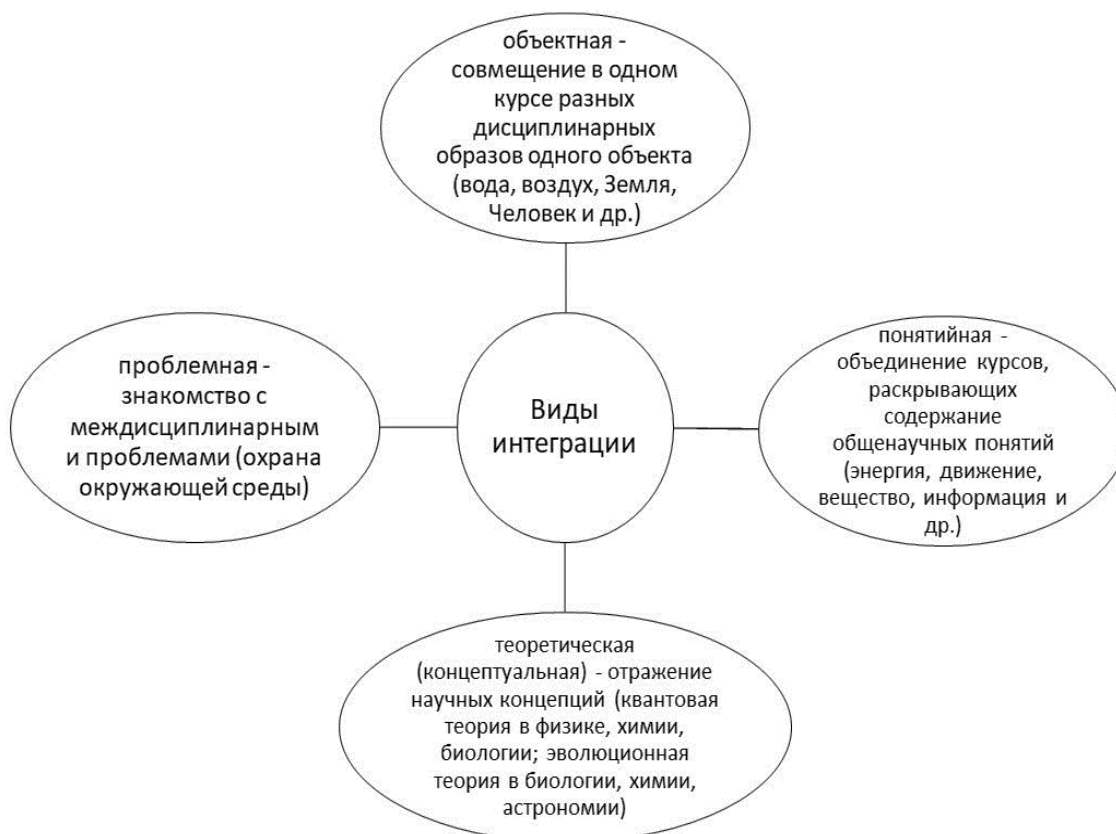 объектная -
совмещение в одном
курсе разных
дисциплинарных
образов одного объекта
(вода, воздух, Земля,
Человек и др.)
проблемная -
знакомство с
междисциплинарным
и проблемами (охрана
окружающей среды)
Виды
интеграции
понятийная -
объединение курсов,
раскрывающих
содержание
общенаучных понятий
(энергия, движение,
вещество, информация и
др.)
теоретическая
(концептуальная) - отражение
научных концепций (квантовая
теория в физике, химии,
биологии; эволюционная
теория в биологии, химии,
астрономии)